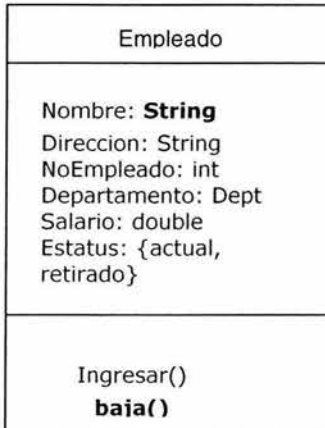 Empleado
Nombre: String
Direccion: String
NoEmpleado: int
Departamento: Dept
Salario: double
Estatus: {actual,
retirado}
Ingresar()
baja()